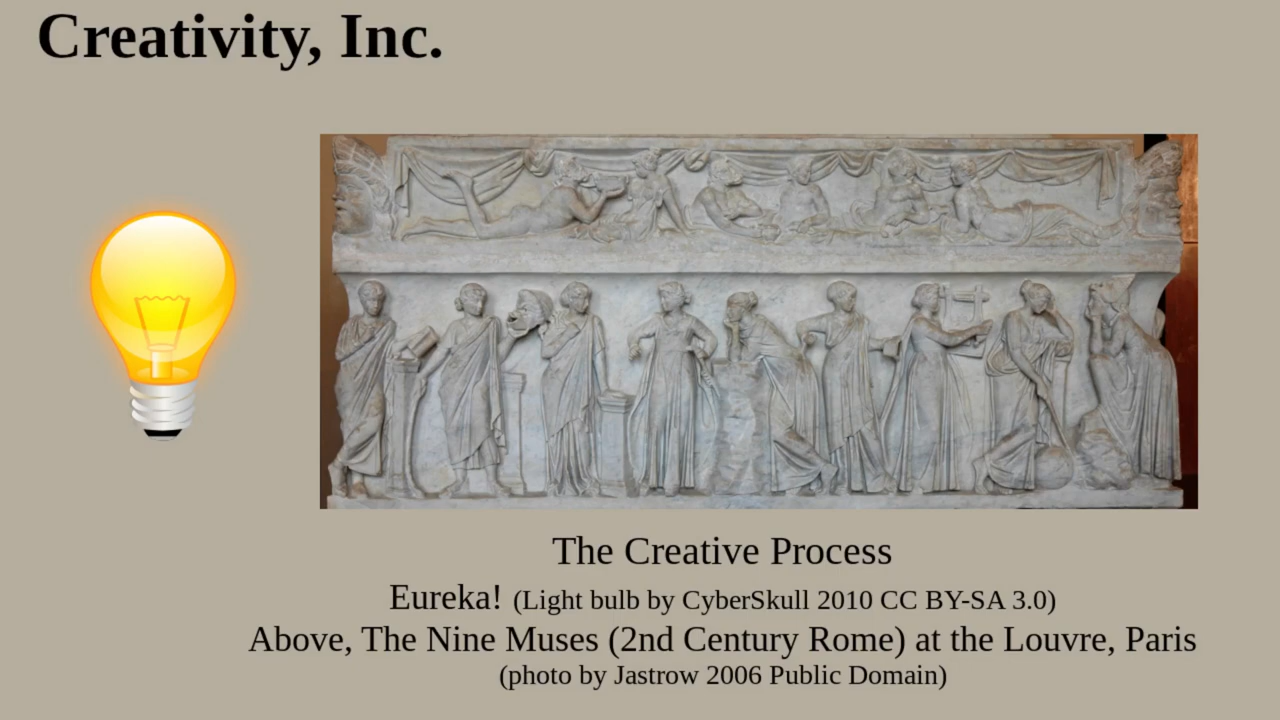 Creativity, Inc.
The Creative Process
Eureka! (Light bulb by CyberSkull 2010 CC BY-SA 3.0)
Above, The Nine Muses (2nd Century Rome) at the Louvre, Paris
(photo by Jastrow 2006 Public Domain)